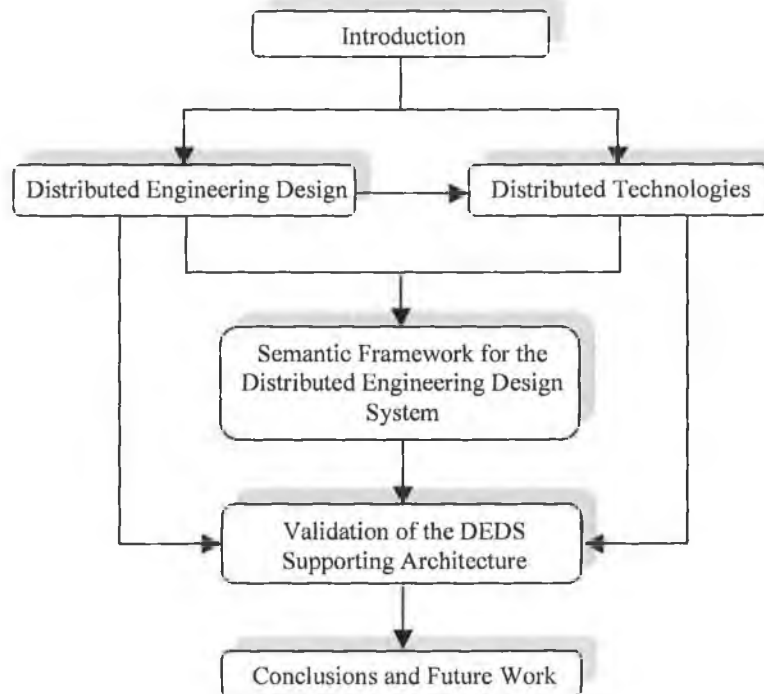 Introduction
Distributed Engineering Design
Distributed Technologies
Semantic Framework for the
Distributed Engineering Design
System
Validation of the DEDS
Supporting Architecture
Conclusions and Future Work